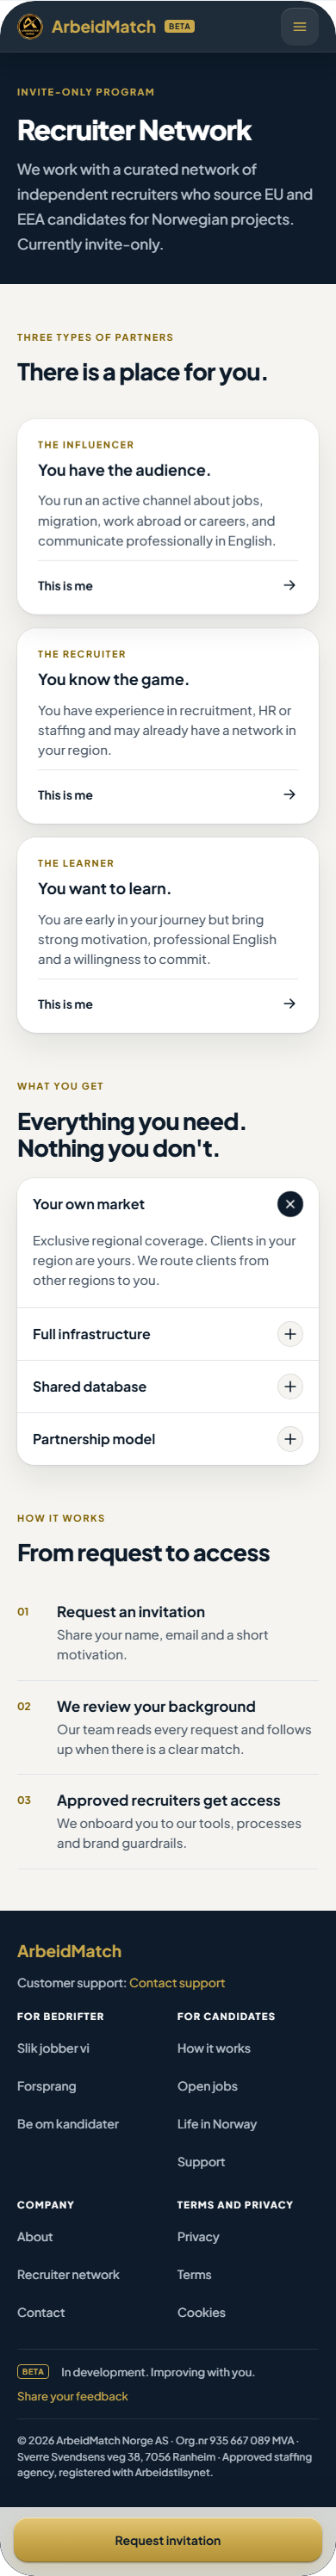 ArbeidMatch BETA
INVITE-ONLY PROGRAM
Recruiter Network
We work with a curated network of
independent recruiters who source EU and
EEA candidates for Norwegian projects.
Currently invite-only.
THREE TYPES OF PARTNERS
There is a place for you.
THE INFLUENCER
You have the audience.
You run an active channel about jobs,
migration, work abroad or careers, and
communicate professionally in English.
This is me
THE RECRUITER
You know the game.
You have experience in recruitment, HR or
staffing and may already have a network in
your region.
This is me
THE LEARNER
You want to learn.
You are early in your journey but bring
strong motivation, professional English
and a willingness to commit.
This is me
WHAT YOU GET
Everything you need.
Nothing you don't.
Your own market
Exclusive regional coverage. Clients in your
region are yours. We route clients from
other regions to you.
Full infrastructure
Shared database
Partnership model
HOW IT WORKS
From request to access
01 Request an invitation
Share your name, email and a short
motivation.
02 We review your background
Our team reads every request and follows
up when there is a clear match.
03 Approved recruiters get access
We onboard you to our tools, processes
and brand guardrails.
ArbeidMatch
Customer support: Contact support
FOR BEDRIFTER
Slik jobber vi
Forsprang
Be om kandidater
FOR CANDIDATES
How it works
Open jobs
Life in Norway
Support
COMPANY
About
Recruiter network
Contact
TERMS AND PRIVACY
Privacy
Terms
Cookies
BETA In development. Improving with you.
Share your feedback
© 2026 ArbeidMatch Norge AS · Org.nr 935 667 089 MVA ·
Sverre Svendsens veg 38, 7056 Ranheim · Approved staffing
agency, registered with Arbeidstilsynet.
Request invitation